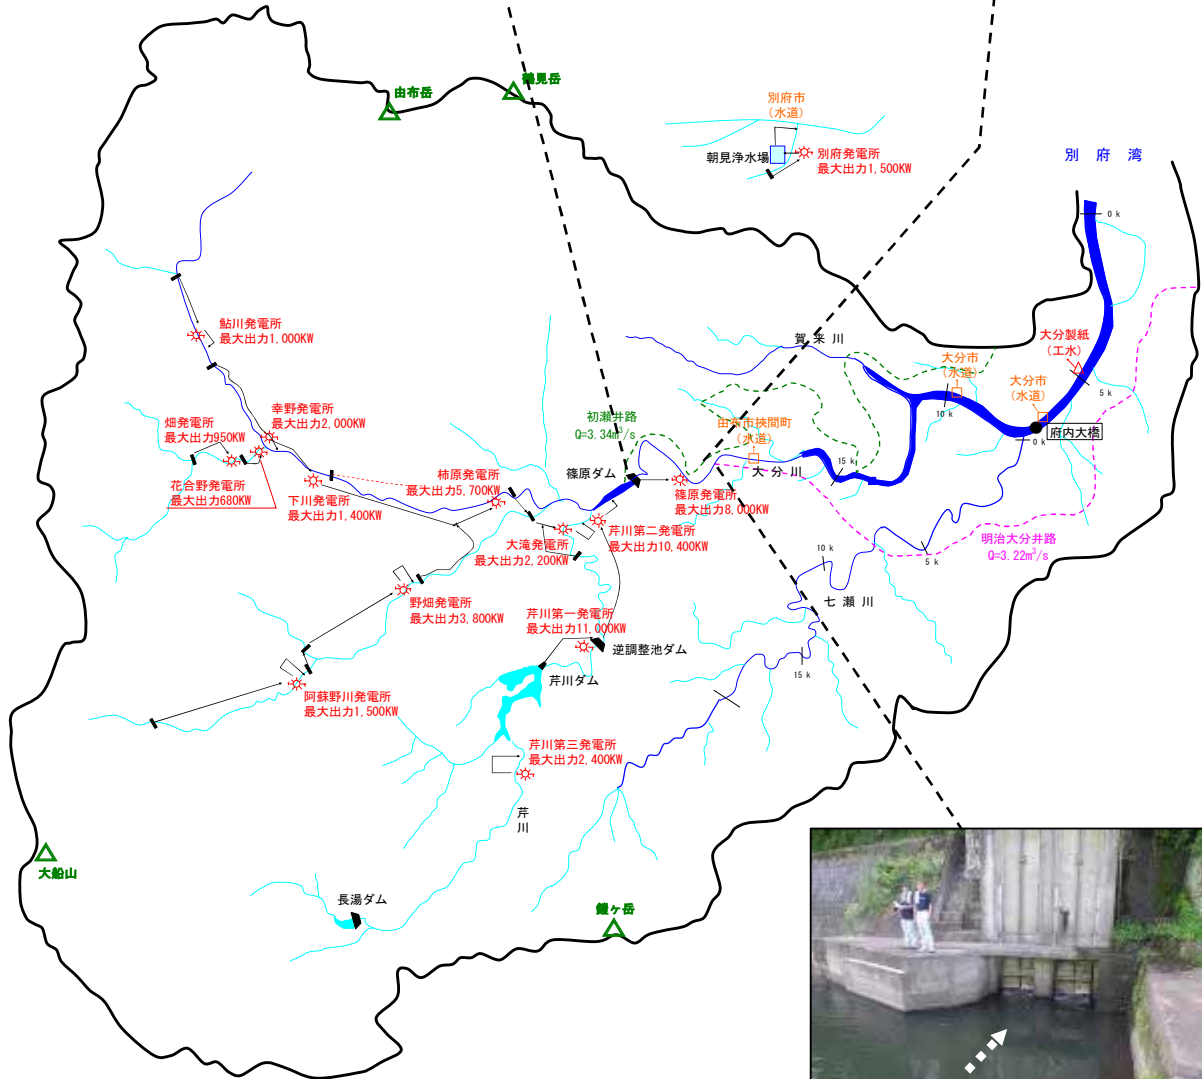 由布岳
鶴見岳
別府市
(水道)
朝見浄水場
別府発電所
最大出力1,500KW
別府湾
0 k
鮎川発電所
最大出力1,000KW
賀来川
大分製紙
(工水)
大分市
(水道)
10 k
5 k
大分市
(水道)
府内大橋
0 k
幸野発電所
最大出力2,000KW
畑発電所
最大出力950KW
花合野発電所
最大出力680KW
下川発電所
最大出力1,400KW
柿原発電所
最大出力5,700KW
初瀬井路
Q=3.34m³/s
篠原ダム
由布市挾間町
(水道)
大分川
15 k
篠原発電所
最大出力8,000KW
大滝発電所
最大出力2,200KW
芹川第二発電所
最大出力10,400KW
明治大分井路
Q=3.22m³/s
10 k
5 k
七瀬川
15 k
野畑発電所
最大出力3,800KW
芹川第一発電所
最大出力11,000KW
逆調整池ダム
芹川ダム
阿蘇野川発電所
最大出力1,500KW
芹川第三発電所
最大出力2,400KW
芹川
大船山
長湯ダム
鎧ヶ岳